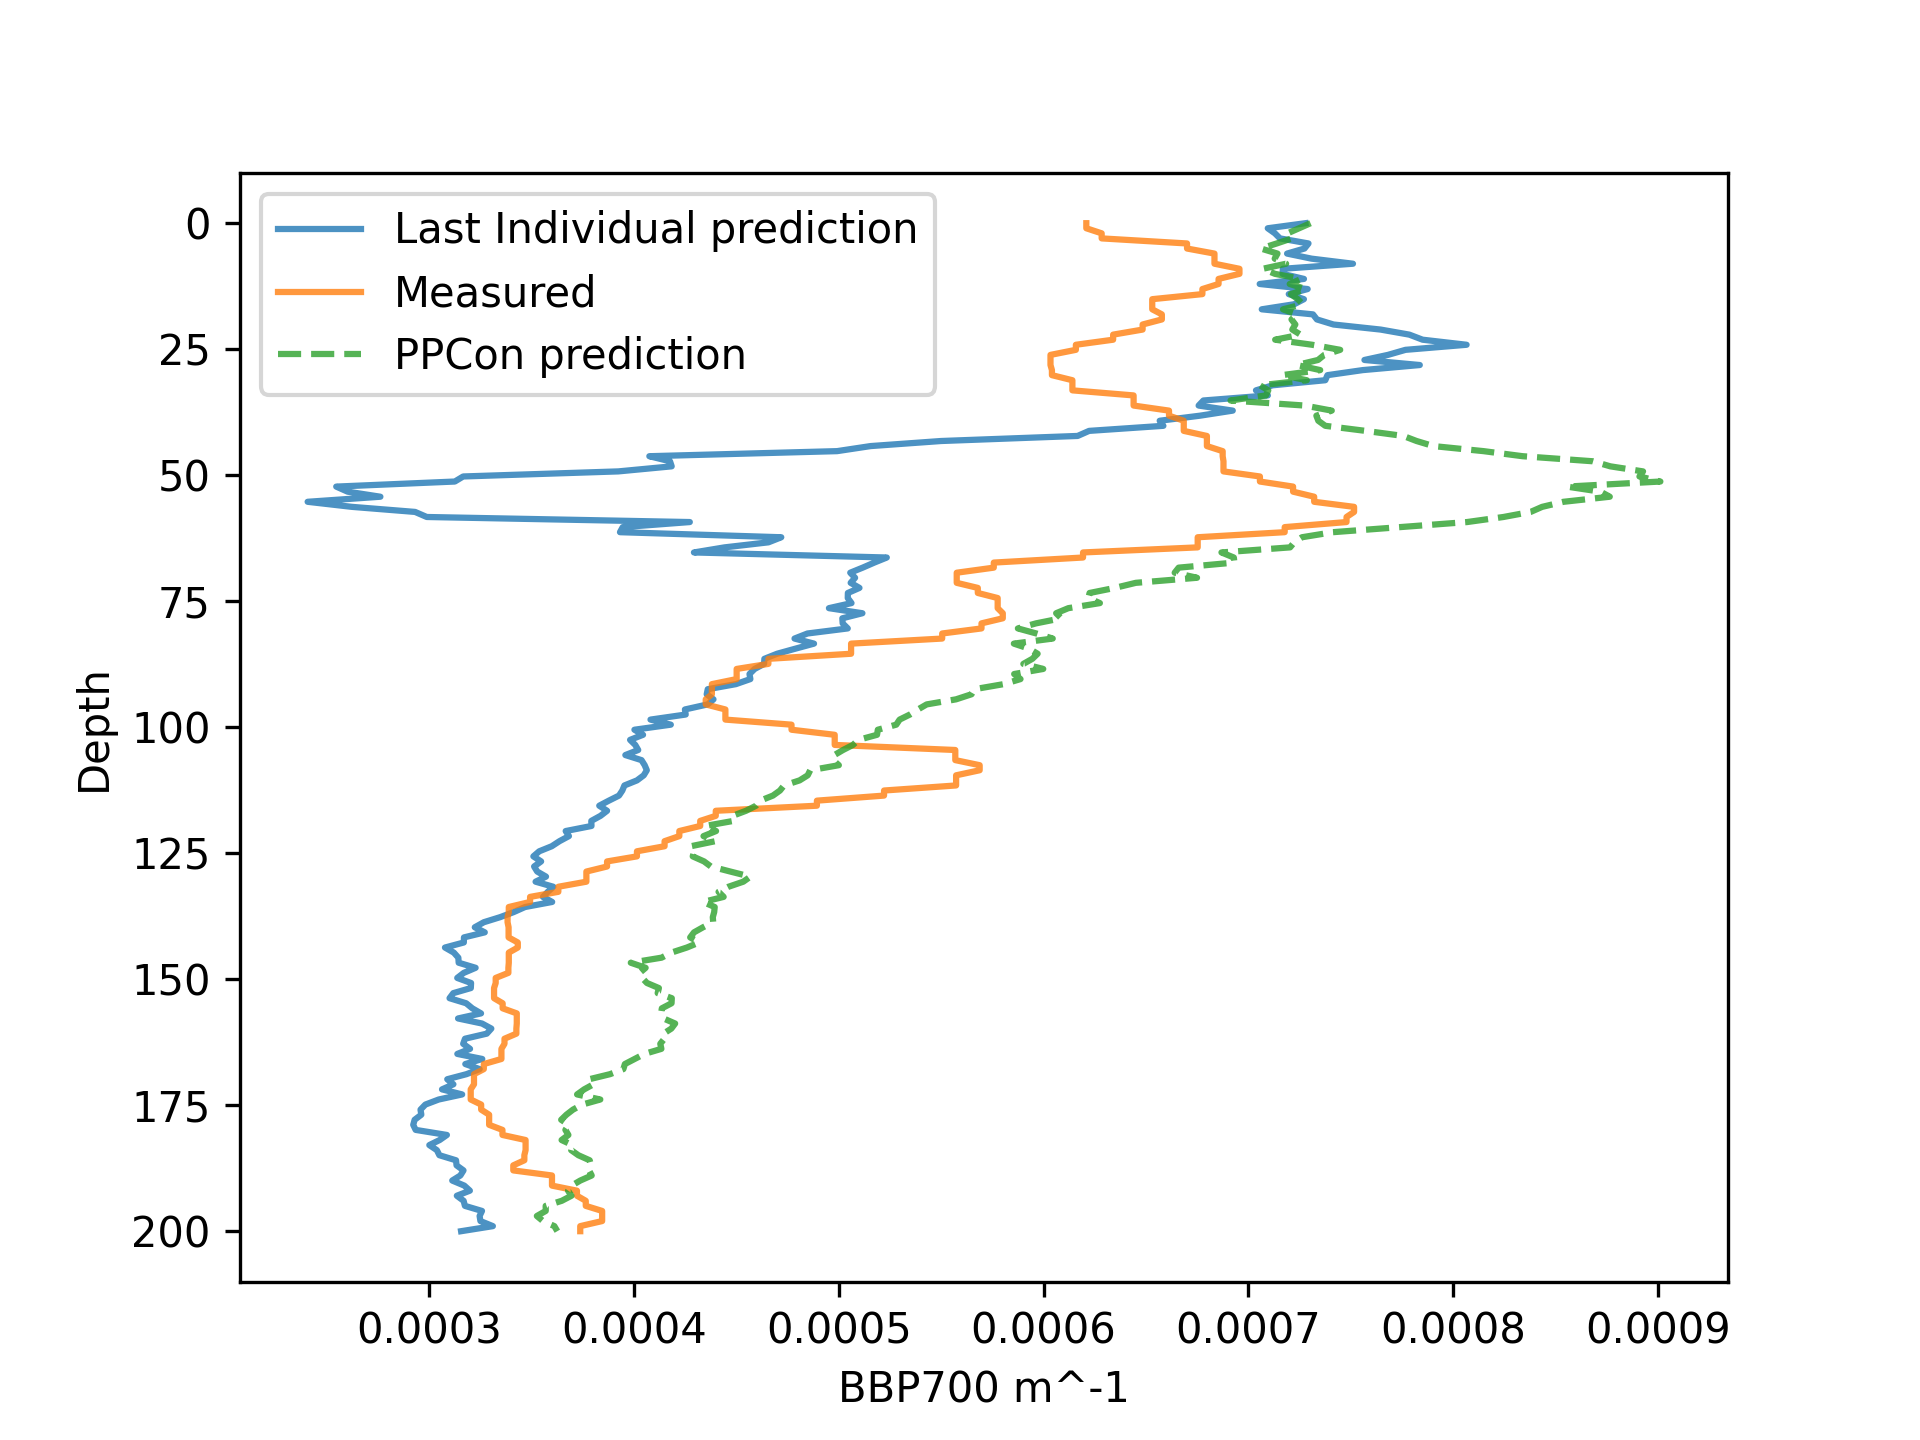 Last Individual prediction
Measured
PPCon prediction
0
25
50
75
100
125
150
175
200
Depth
0.0003 0.0004 0.0005 0.0006 0.0007 0.0008 0.0009
BBP700 m^-1